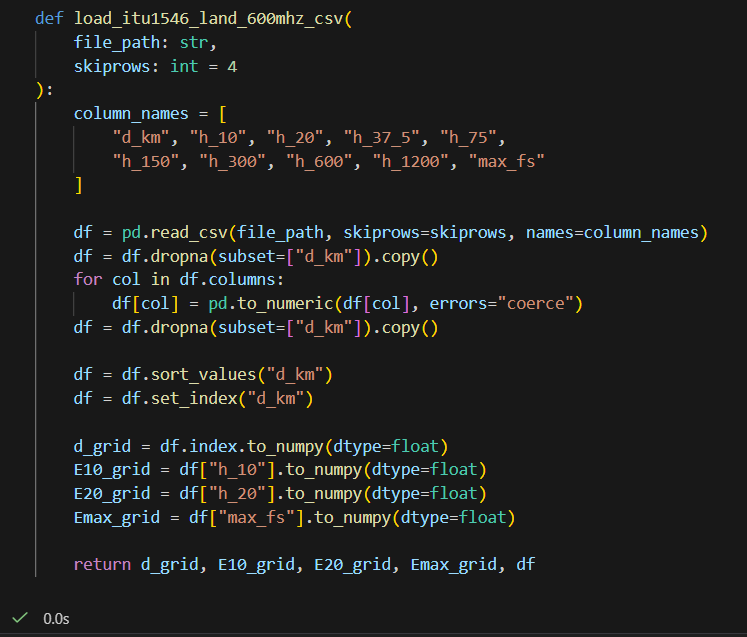 def load_itu1546_land_600mhz_csv(
    file_path: str,
    skiprows: int = 4
):
    column_names = [
        "d_km", "h_10", "h_20", "h_37_5", "h_75",
        "h_150", "h_300", "h_600", "h_1200", "max_fs"
    ]

    df = pd.read_csv(file_path, skiprows=skiprows, names=column_names)
    df = df.dropna(subset=["d_km"]).copy()
    for col in df.columns:
        df[col] = pd.to_numeric(df[col], errors="coerce")
    df = df.dropna(subset=["d_km"]).copy()

    df = df.sort_values("d_km")
    df = df.set_index("d_km")

    d_grid = df.index.to_numpy(dtype=float)
    E10_grid = df["h_10"].to_numpy(dtype=float)
    E20_grid = df["h_20"].to_numpy(dtype=float)
    Emax_grid = df["max_fs"].to_numpy(dtype=float)

    return d_grid, E10_grid, E20_grid, Emax_grid, df
0.0s